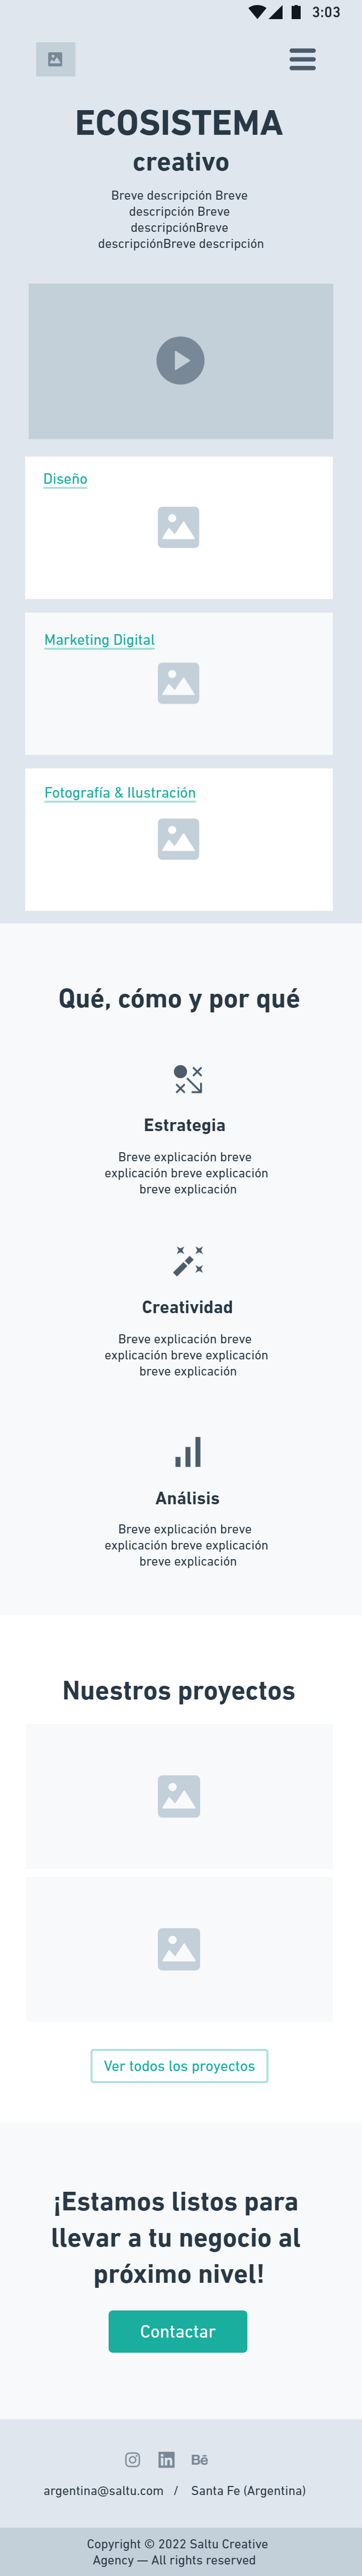 3:03
ECOSISTEMA
creativo
Breve descripción Breve
descripción Breve
descripciónBreve
descripciónBreve descripción
Diseño
Marketing Digital
Fotografía & Ilustración
Qué, cómo y por qué
Estrategia
Breve explicación breve
explicación breve explicación
breve explicación
Creatividad
Breve explicación breve
explicación breve explicación
breve explicación
Análisis
Breve explicación breve
explicación breve explicación
breve explicación
Nuestros proyectos
Ver todos los proyectos
¡Estamos listos para
llevar a tu negocio al
próximo nivel!
Contactar
in Bē
argentina@saltu.com / Santa Fe (Argentina)
Copyright © 2022 Saltu Creative
Agency — All rights reserved